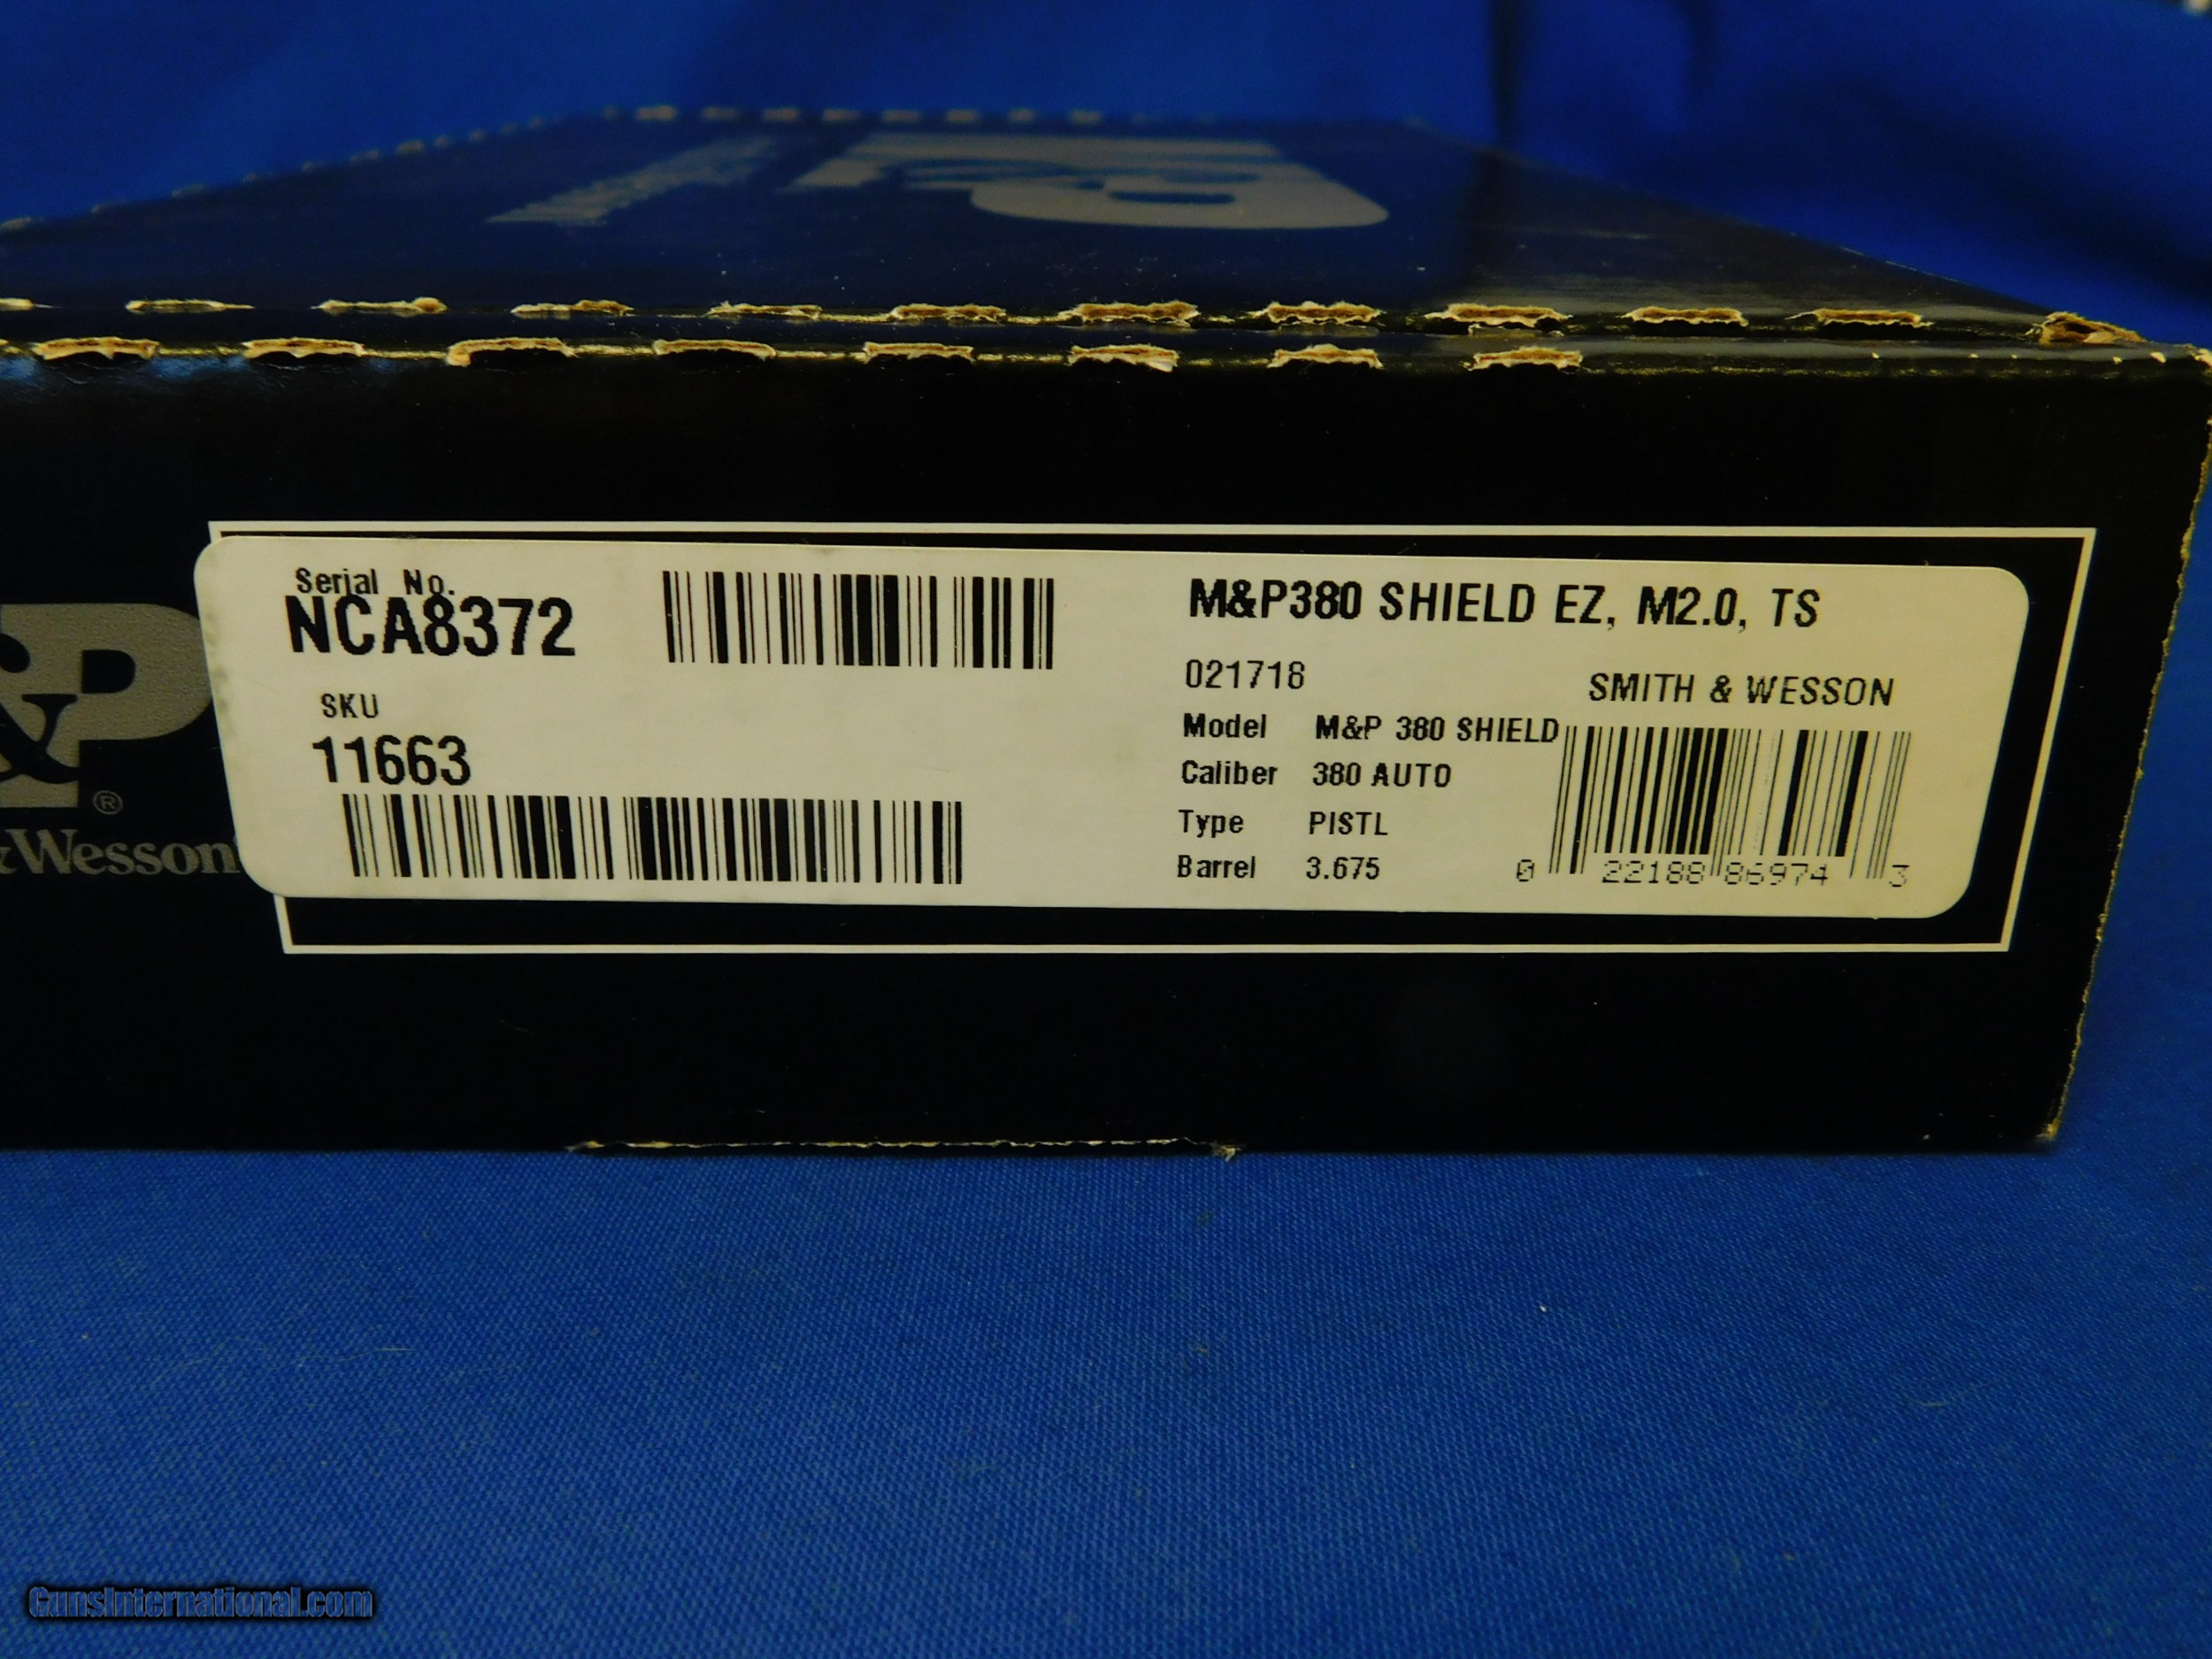 M&P
Serial No.
NCA8372
SKU
11663
M&P380 SHIELD EZ, M2.0, TS
021718
SMITH & WESSON
Model M&P 380 SHIELD
Caliber 380 AUTO
Type PISTL
Barrel 3.675
0 22188 86974 3
&P®
&Wesson
GunsInternational.com